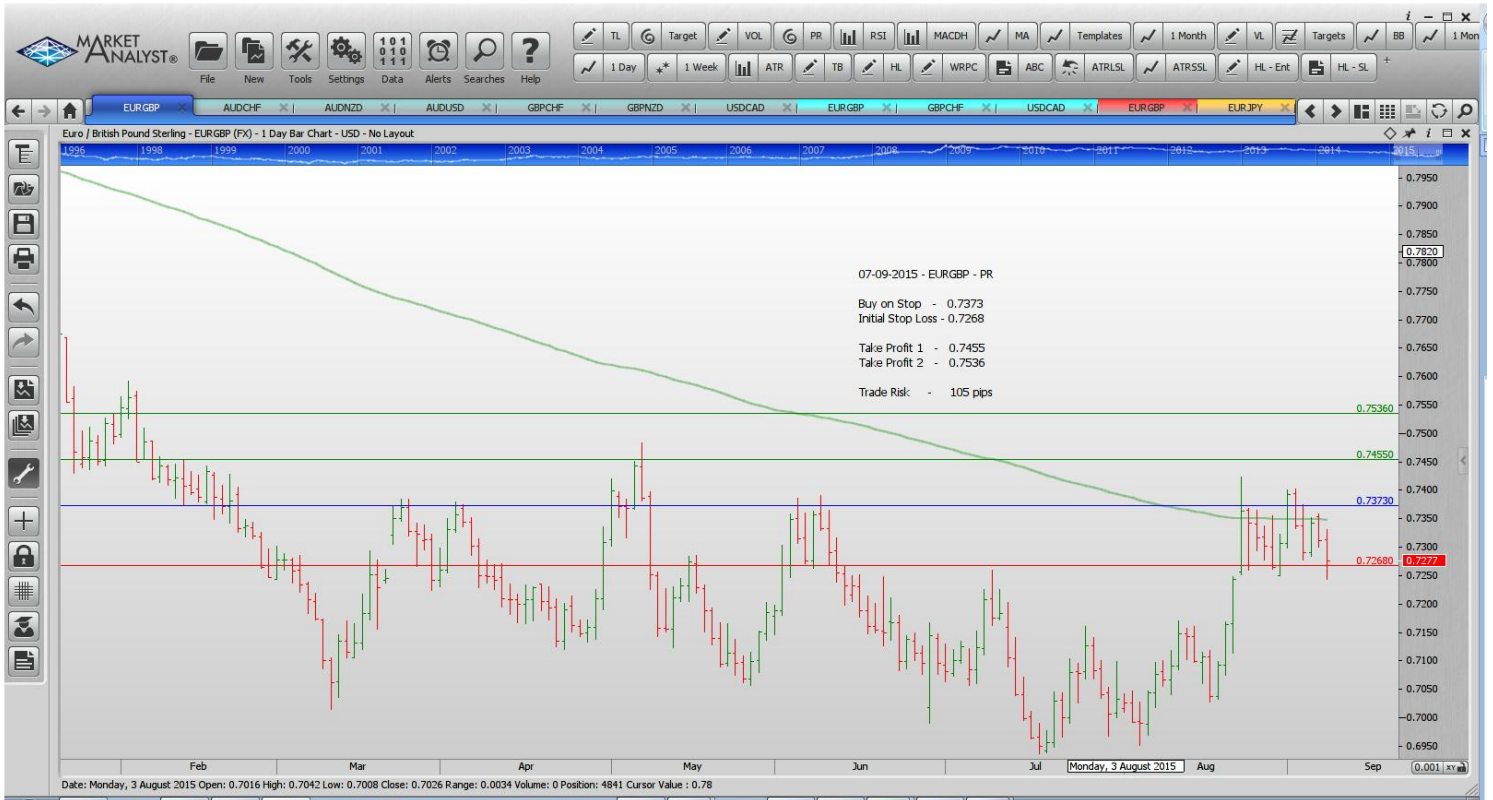 MARKET
ANALYST®
File New Tools Settings Data Alerts Searches Help
101
010
111
TL Target VOL PR RSI MACDH MA Templates 1 Month VL Targets BB 1 Mon
1 Day 1 Week ATR TB HL WRPC ABC ATRLSL ATRSSL HL - Ent HL - SL +
EURGBP AUDCHF AUDNZD AUDUSD GBPCHF GBPNZD USDCAD EURGBP GBPCHF USDCAD EURGBP EURJPY
Euro / British Pound Sterling - EURGBP (FX) - 1 Day Bar Chart - USD - No Layout
1996 1998 1999 2000 2001 2002 2003 2004 2005 2006 2007 2008 2009 2010 2011 2012 2013 2014 2015
0.7950
0.7900
0.7850
0.7820
0.7800
07-09-2015 - EURGBP - PR
0.7750
Buy on Stop - 0.7373
0.7700
Initial Stop Loss - 0.7268
Take Profit 1 - 0.7455
0.7650
Take Profit 2 - 0.7536
0.7600
Trade Risk - 105 pips
0.75360
0.7550
0.7500
0.74550
0.7450
0.7400
0.73730
0.7350
0.7300
0.72680
0.7277
0.7250
0.7200
0.7150
0.7100
0.7050
0.7000
0.6950
Feb Mar Apr May Jun Jul Monday, 3 August 2015 Aug Sep 0.001 XY
Date: Monday, 3 August 2015 Open: 0.7016 High: 0.7042 Low: 0.7008 Close: 0.7026 Range: 0.0034 Volume: 0 Position: 4841 Cursor Value : 0.78